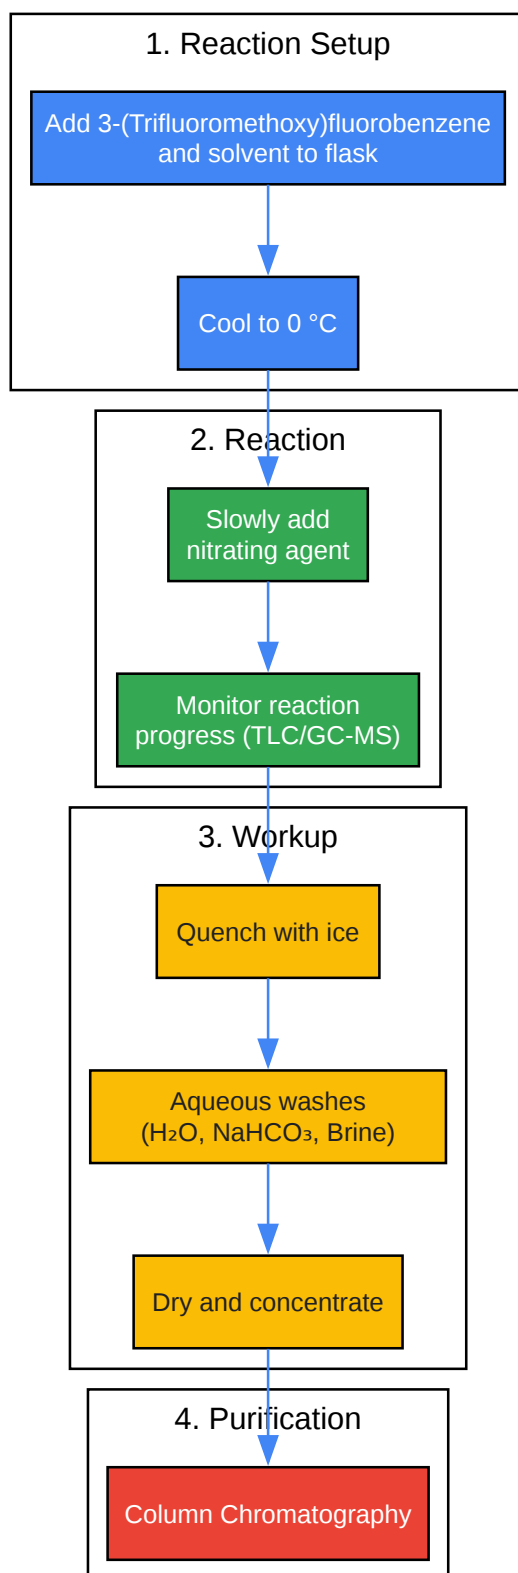 1. Reaction Setup
Add 3-(Trifluoromethoxy)fluorobenzene
and solvent to flask
Cool to 0 °C
2. Reaction
Slowly add
nitrating agent
Monitor reaction
progress (TLC/GC-MS)
3. Workup
Quench with ice
Aqueous washes
(H₂O, NaHCO₃, Brine)
Dry and concentrate
4. Purification
Column Chromatography